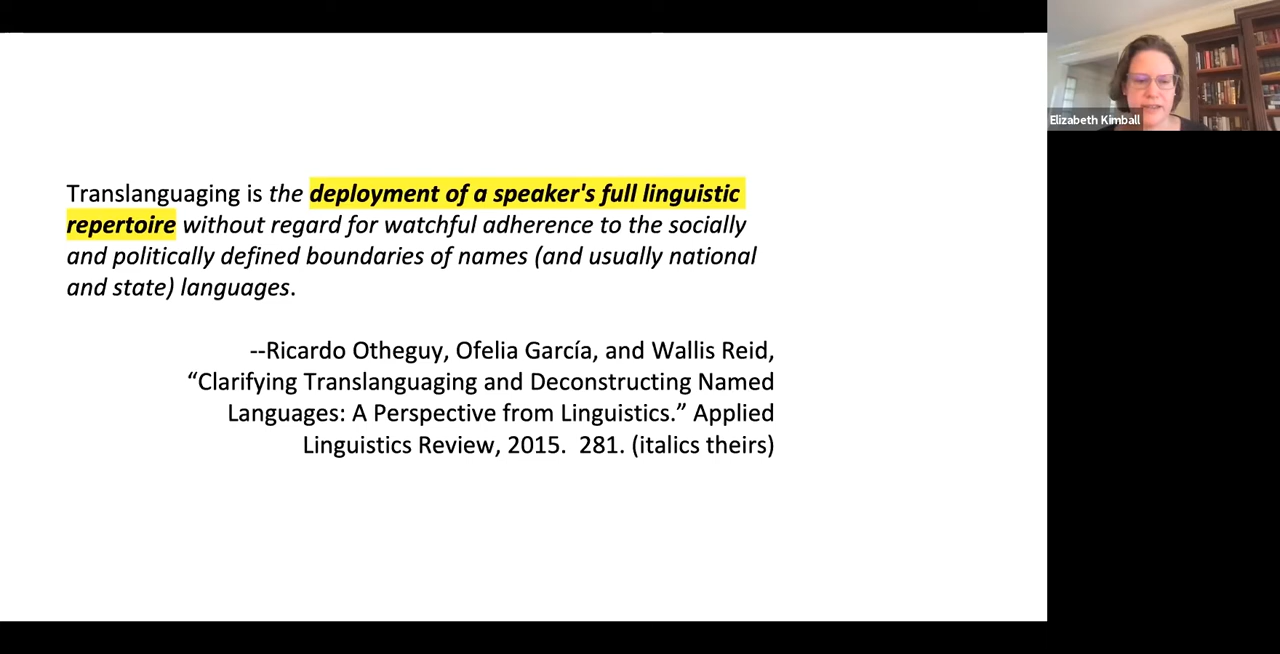 Translanguaging is the deployment of a speaker's full linguistic
repertoire without regard for watchful adherence to the socially
and politically defined boundaries of names (and usually national
and state) languages.
--Ricardo Otheguy, Ofelia García, and Wallis Reid,
“Clarifying Translanguaging and Deconstructing Named
Languages: A Perspective from Linguistics.” Applied
Linguistics Review, 2015. 281. (italics theirs)
Elizabeth Kimball